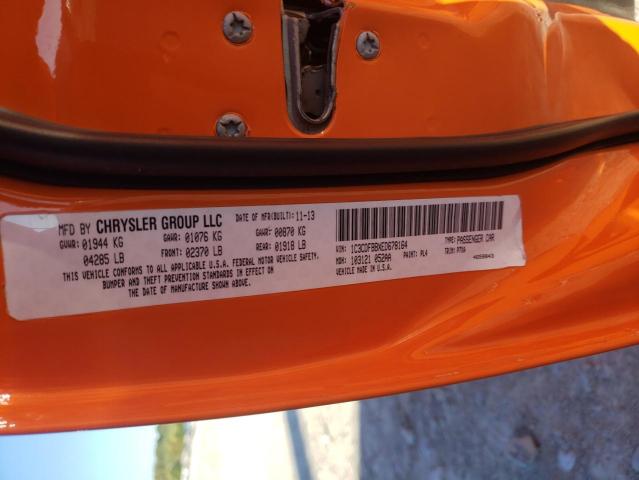 MFD BY CHRYSLER GROUP LLC
DATE OF MFR(BUILT): 11-13
GVWR: 01944 KG GAWR: 01076 KG GAWR: 00870 KG
04285 LB FRONT: 02370 LB REAR: 01918 LB
THIS VEHICLE CONFORMS TO ALL APPLICABLE U.S.A. FEDERAL MOTOR VEHICLE SAFETY,
BUMPER AND THEFT PREVENTION STANDARDS IN EFFECT ON
THE DATE OF MANUFACTURE SHOWN ABOVE.
VIN: 1C3CDFBBXED678164 TYPE: PASSENGER CAR
MDH: 103121 052AA PAINT: PL4 TRIM:
MADE IN U.S.A.